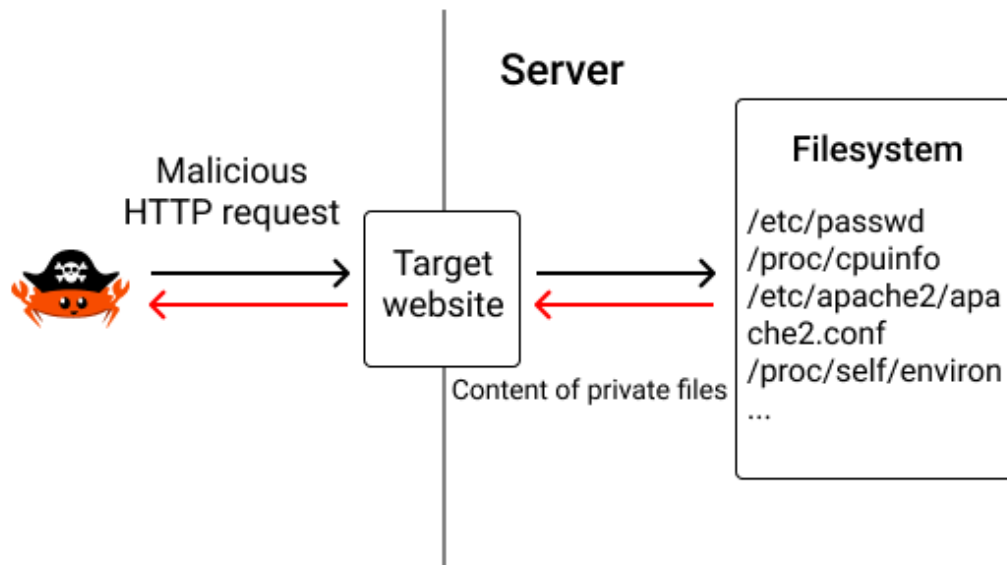 Server
Malicious
HTTP request
Target
website
Content of private files
Filesystem
/etc/passwd
/proc/cpuinfo
/etc/apache2/apa
che2.conf
/proc/self/environ
...